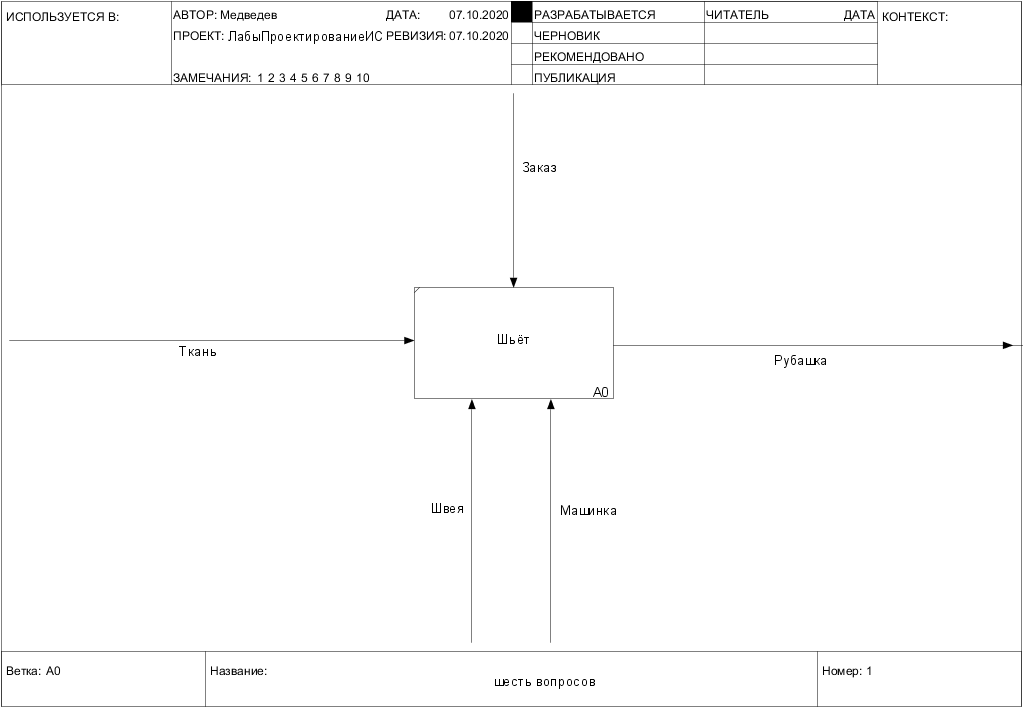 ИСПОЛЬЗУЕТСЯ В:
АВТОР: Медведев ДАТА: 07.10.2020
РАЗРАБАТЫВАЕТСЯ
ЧИТАТЕЛЬ ДАТА
КОНТЕКСТ:
ПРОЕКТ: ЛабыПроектированиеИС РЕВИЗИЯ: 07.10.2020
ЧЕРНОВИК
РЕКОМЕНДОВАНО
ЗАМЕЧАНИЯ: 1 2 3 4 5 6 7 8 9 10
ПУБЛИКАЦИЯ
Заказ
Шьёт
Ткань
Рубашка
A0
Швея
Машинка
Ветка: A0
Название:
шесть вопросов
Номер: 1